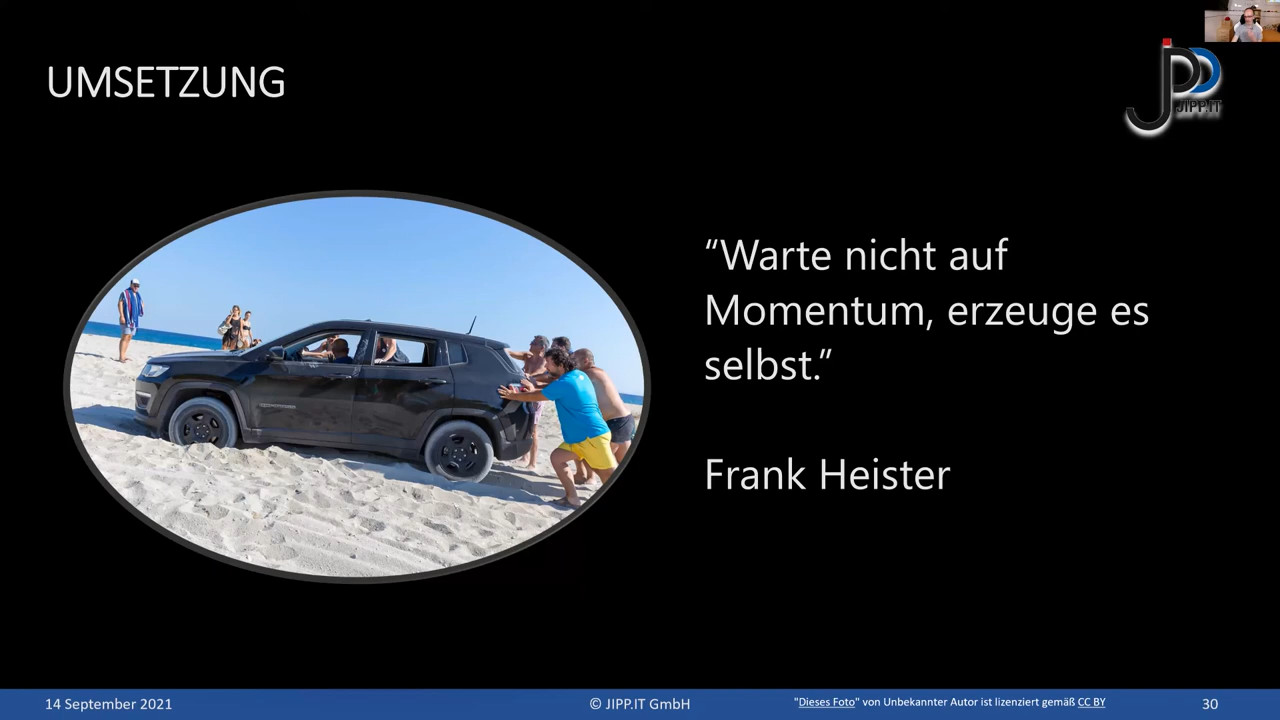 UMSETZUNG
JIPP.IT
“Warte nicht auf
Momentum, erzeuge es
selbst.”
Frank Heister
14 September 2021
© JIPP.IT GmbH
"Dieses Foto" von Unbekannter Autor ist lizenziert gemäß CC BY
30